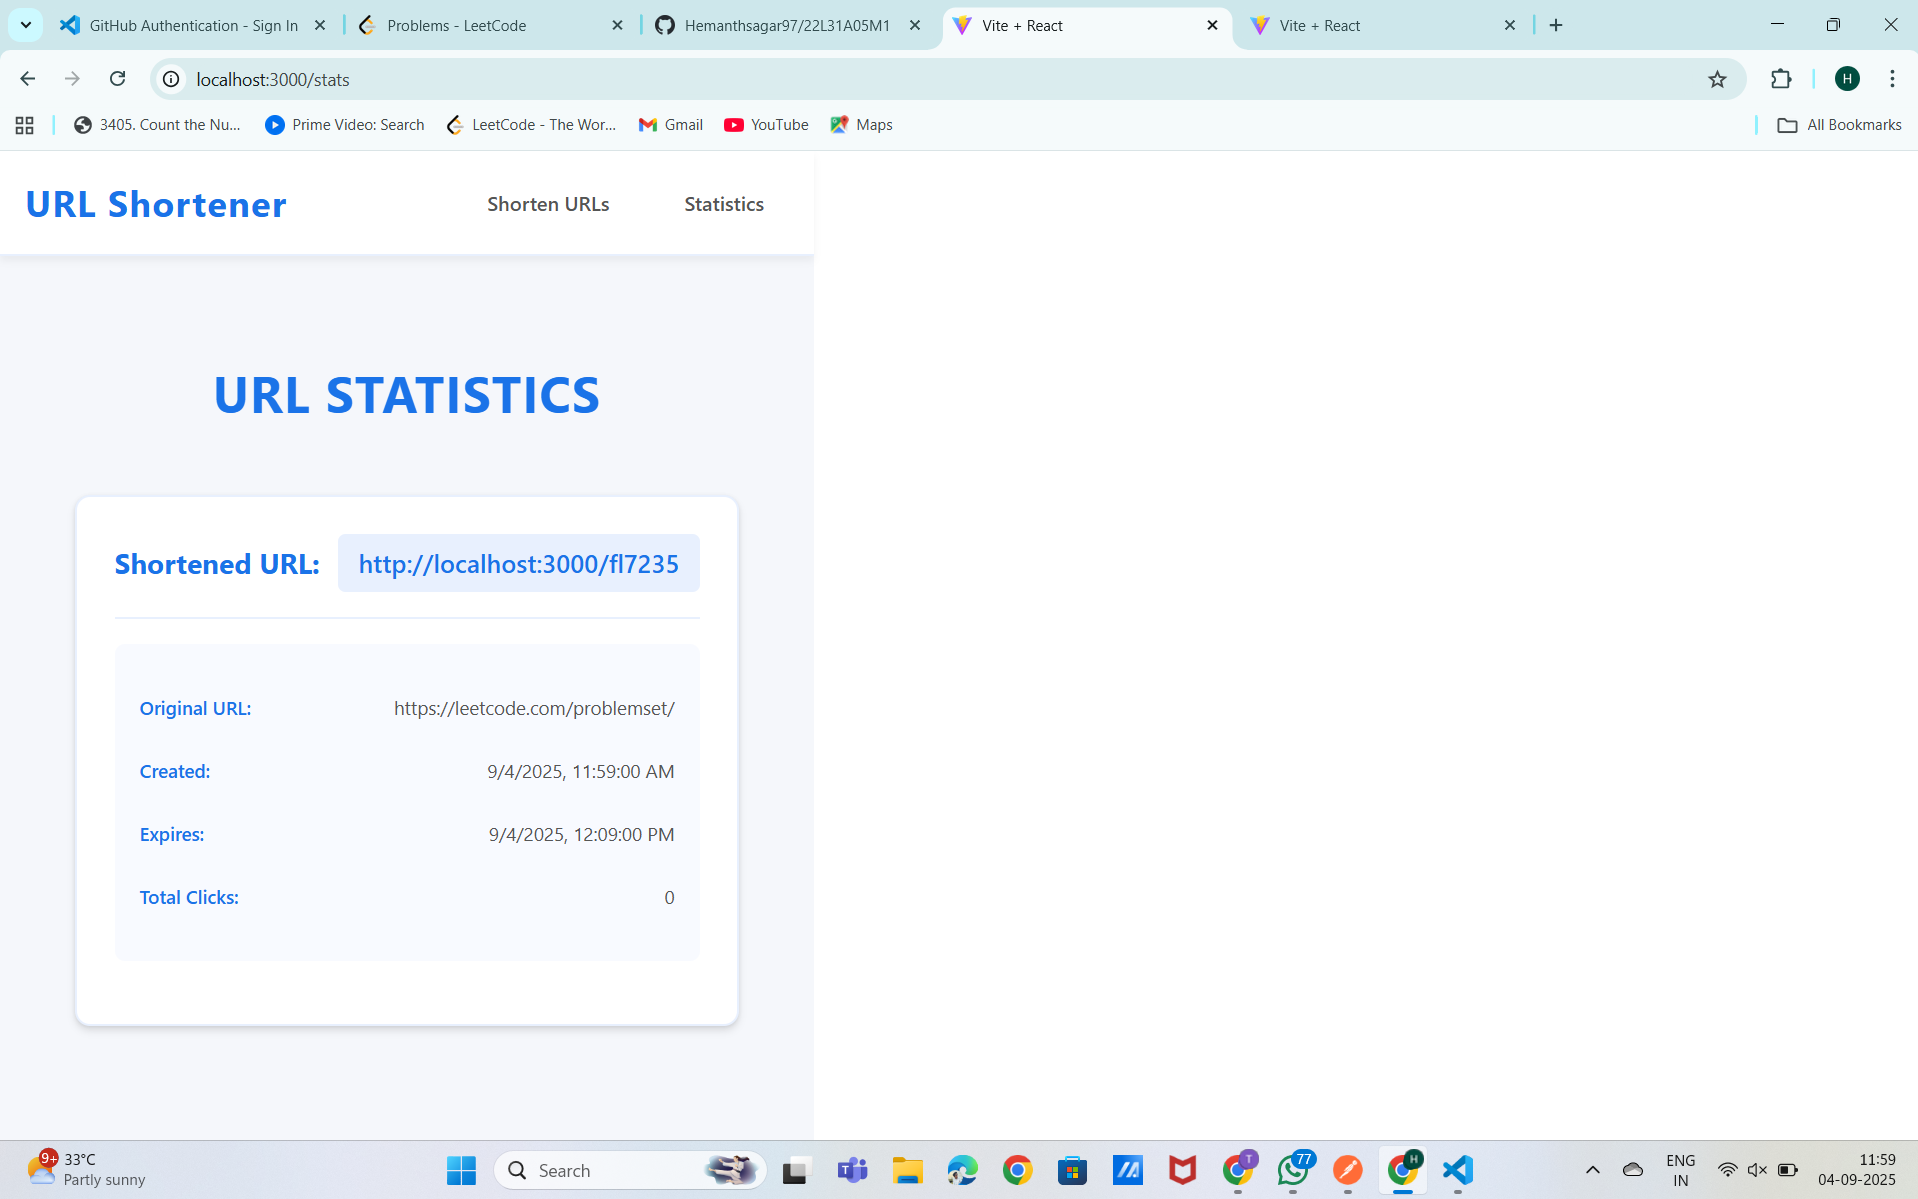 GitHub Authentication - Sign In
Problems - LeetCode
Hemanthsagar97/22L31A05M1
Vite + React
Vite + React
localhost:3000/stats
H
3405. Count the Nu...
Prime Video: Search
LeetCode - The Wor...
Gmail
YouTube
Maps
All Bookmarks
URL Shortener
Shorten URLs
Statistics
URL STATISTICS
Shortened URL: http://localhost:3000/fl7235
Original URL: https://leetcode.com/problemset/
Created: 9/4/2025, 11:59:00 AM
Expires: 9/4/2025, 12:09:00 PM
Total Clicks: 0
9+
33°C
Partly sunny
Search
T
77
H
ENG
IN
11:59
04-09-2025